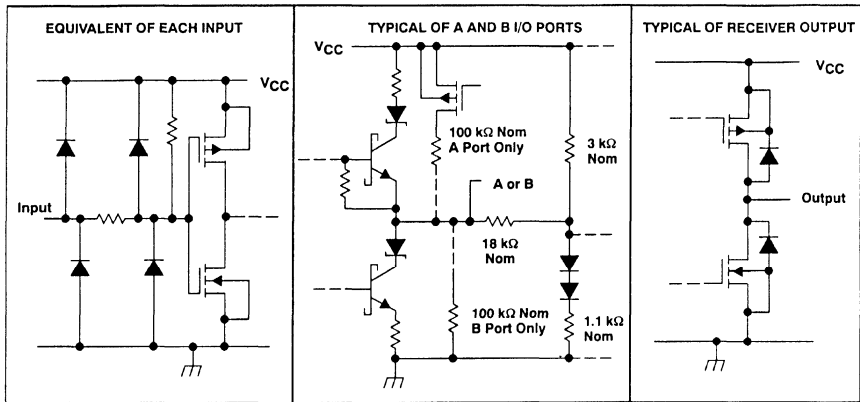 EQUIVALENT OF EACH INPUT
VCC
Input
TYPICAL OF A AND B I/O PORTS
VCC
100 kΩ Nom
A Port Only
3 kΩ
Nom
A or B
18 kΩ
Nom
100 kΩ Nom
B Port Only
1.1 kΩ
Nom
TYPICAL OF RECEIVER OUTPUT
VCC
Output